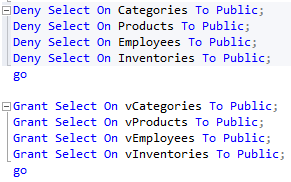 Deny Select On Categories To Public;
Deny Select On Products To Public;
Deny Select On Employees To Public;
Deny Select On Inventories To Public;
go
Grant Select On vCategories To Public;
Grant Select On vProducts To Public;
Grant Select On vEmployees To Public;
Grant Select On vInventories To Public;
go